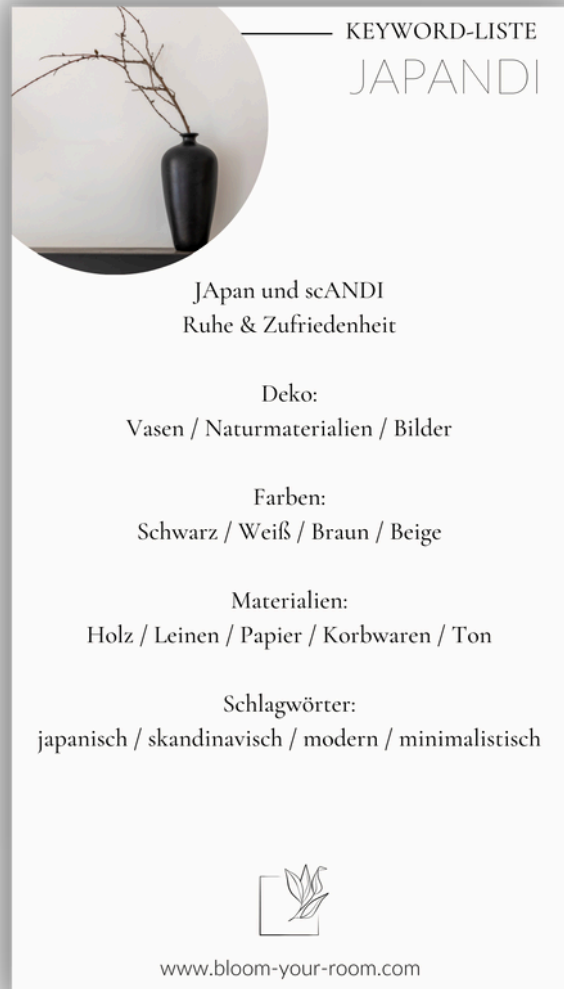 KEYWORD-LISTE
JAPANDI
JApan und scANDI
Ruhe & Zufriedenheit
Deko:
Vasen / Naturmaterialien / Bilder
Farben:
Schwarz / Weiß / Braun / Beige
Materialien:
Holz / Leinen / Papier / Korbwaren / Ton
Schlagwörter:
japanisch / skandinavisch / modern / minimalistisch
www.bloom-your-room.com